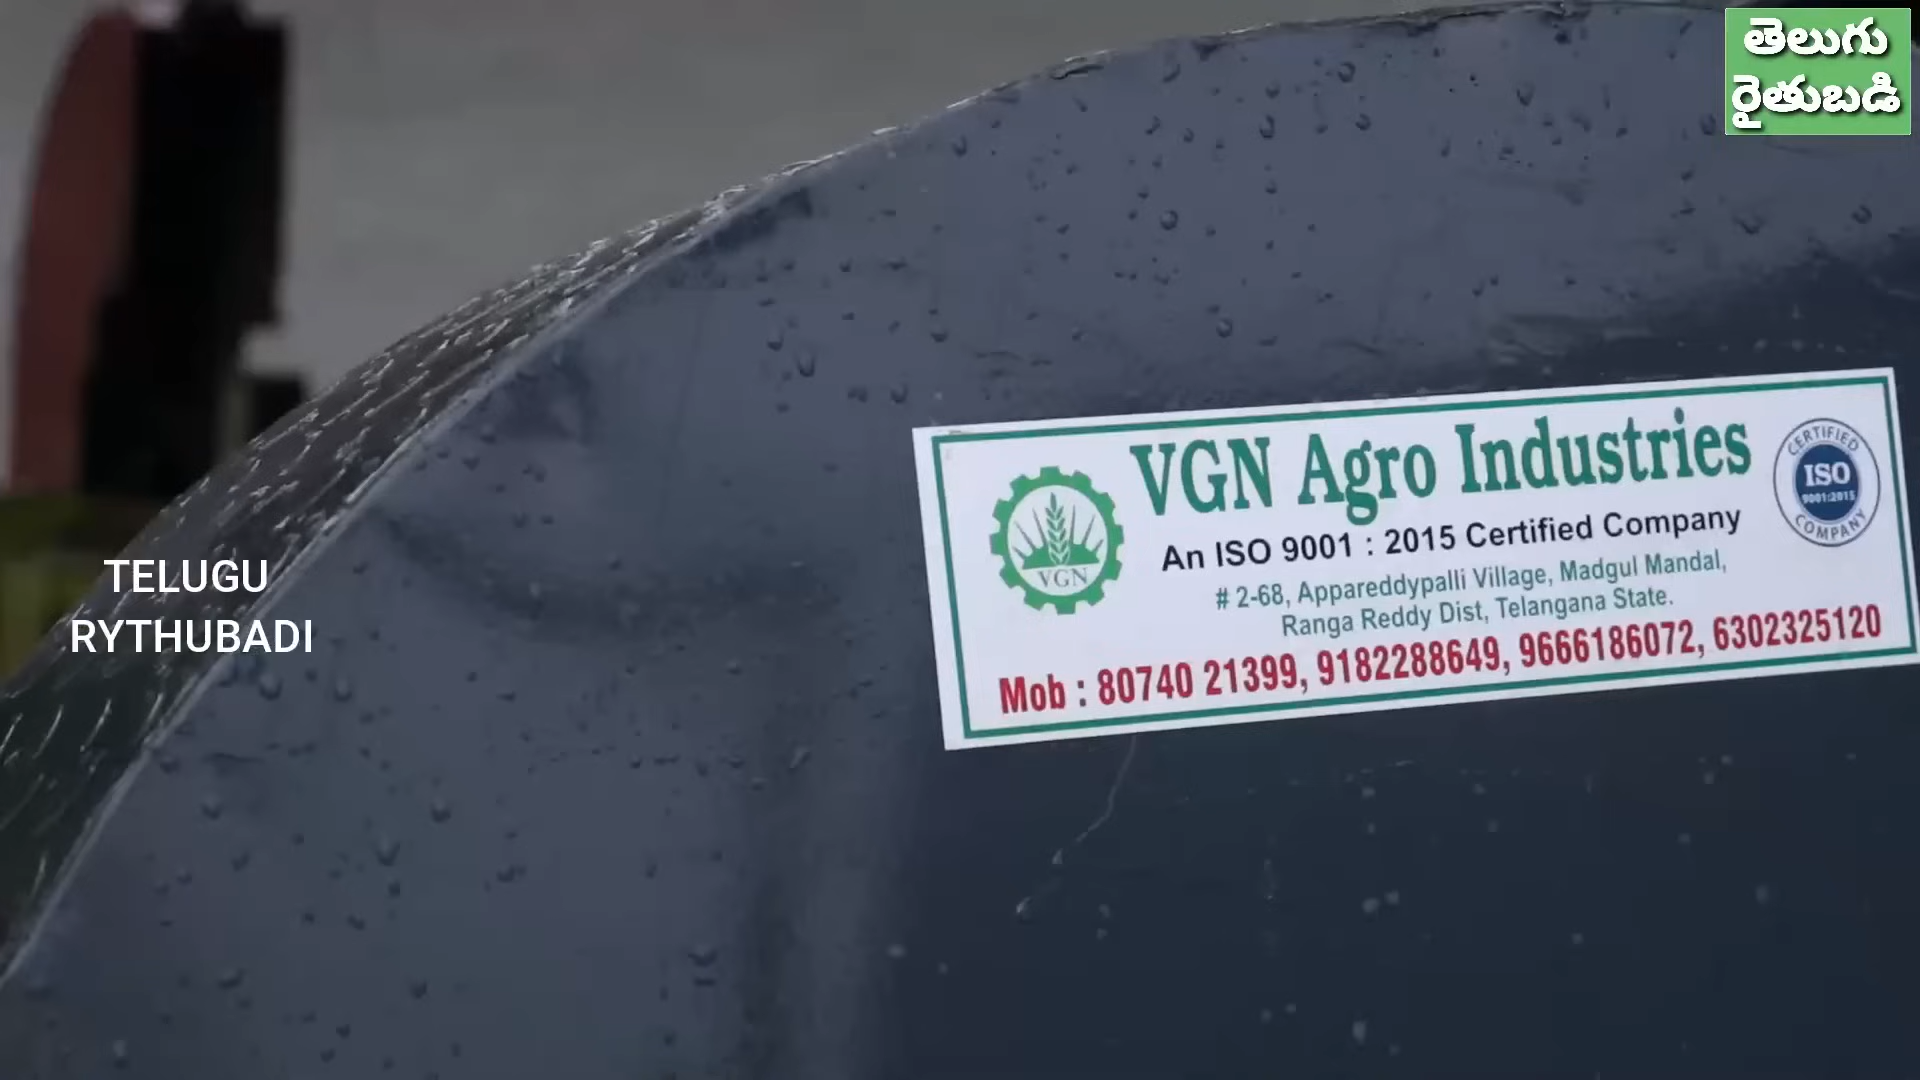 తెలుగు
రైతుబడి
VGN Agro Industries
An ISO 9001 : 2015 Certified Company
# 2-68, Appareddypalli Village, Madgul Mandal,
Ranga Reddy Dist, Telangana State.
Mob : 80740 21399, 9182288649, 9666186072, 6302325120
VGN
CERTIFIED
ISO
9001:2015
COMPANY
TELUGU
RYTHUBADI